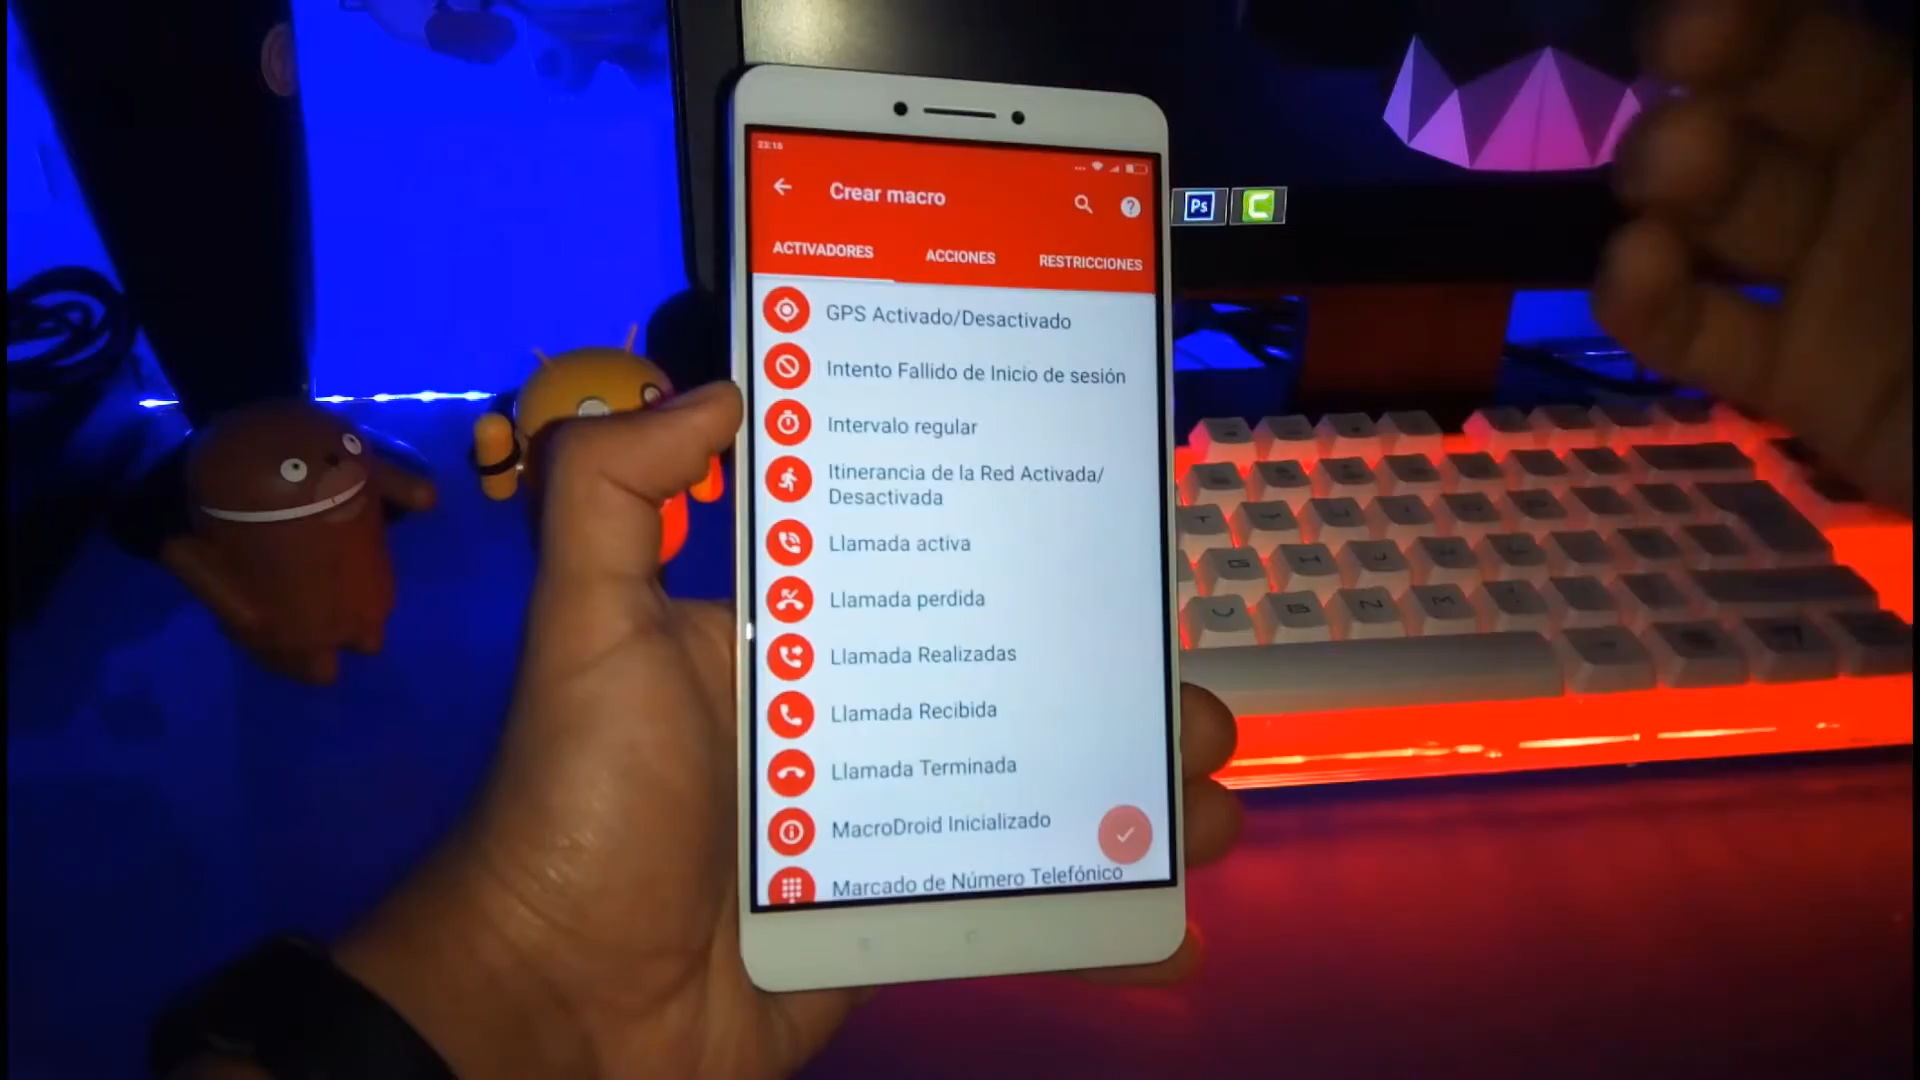 22:15
Crear macro
ACTIVADORES
ACCIONES
RESTRICCIONES
GPS Activado/Desactivado
Intento Fallido de Inicio de sesión
Intervalo regular
Itinerancia de la Red Activada/
Desactivada
Llamada activa
Llamada perdida
Llamada Realizadas
Llamada Recibida
Llamada Terminada
MacroDroid Inicializado
Marcado de Número Telefónico
Ps
G H J
V B N M